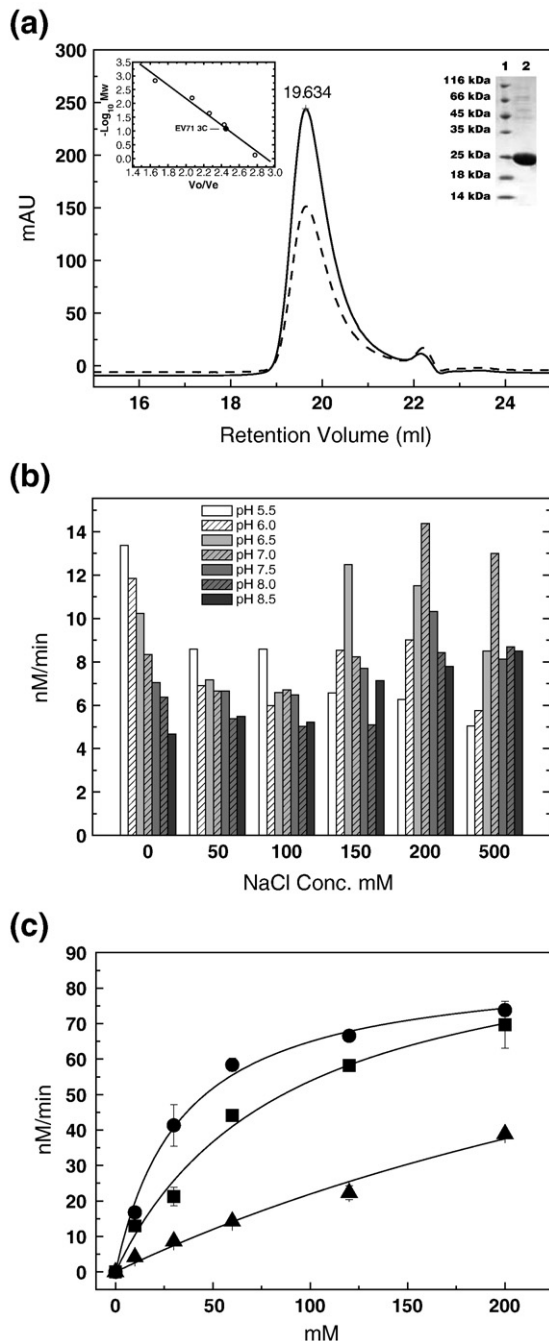 (a)
300
250
200
150
100
50
0
mAU
16 18 20 22 24
Retention Volume (ml)
19.634
3.5
3.0
2.5
2.0
1.5
1.0
0.5
0.0
-Log10 Mw
EV71 3C
1.4 1.6 1.8 2.0 2.2 2.4 2.6 2.8 3.0
Vo/Ve
1 2
116 kDa
66 kDa
45 kDa
35 kDa
25 kDa
18 kDa
14 kDa
(b)
14
12
10
8
6
4
2
0
nM/min
pH 5.5
pH 6.0
pH 6.5
pH 7.0
pH 7.5
pH 8.0
pH 8.5
0 50 100 150 200 500
NaCl Conc. mM
(c)
90
80
70
60
50
40
30
20
10
0
nM/min
0 50 100 150 200
mM